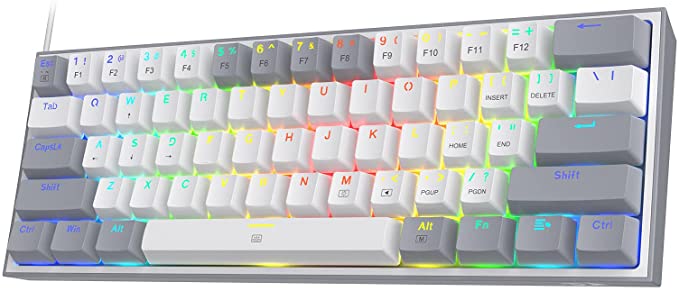 Esc 1 ! 2 @ 3 # 4 $ 5 % 6 ^ 7 & 8 * 9 ( 0 ) - _ = +
F1 F2 F3 F4 F5 F6 F7 F8 F9 F10 F11 F12
Tab Q W E R T Y U I O P [ { ] } \ |
INSERT DELETE
CapsLk A S D F G H J K L ; : ' "
HOME END
Shift Z X C V B N M , < . > / ? Shift
PGUP PGDN
Ctrl Win Alt Alt Fn Ctrl
M